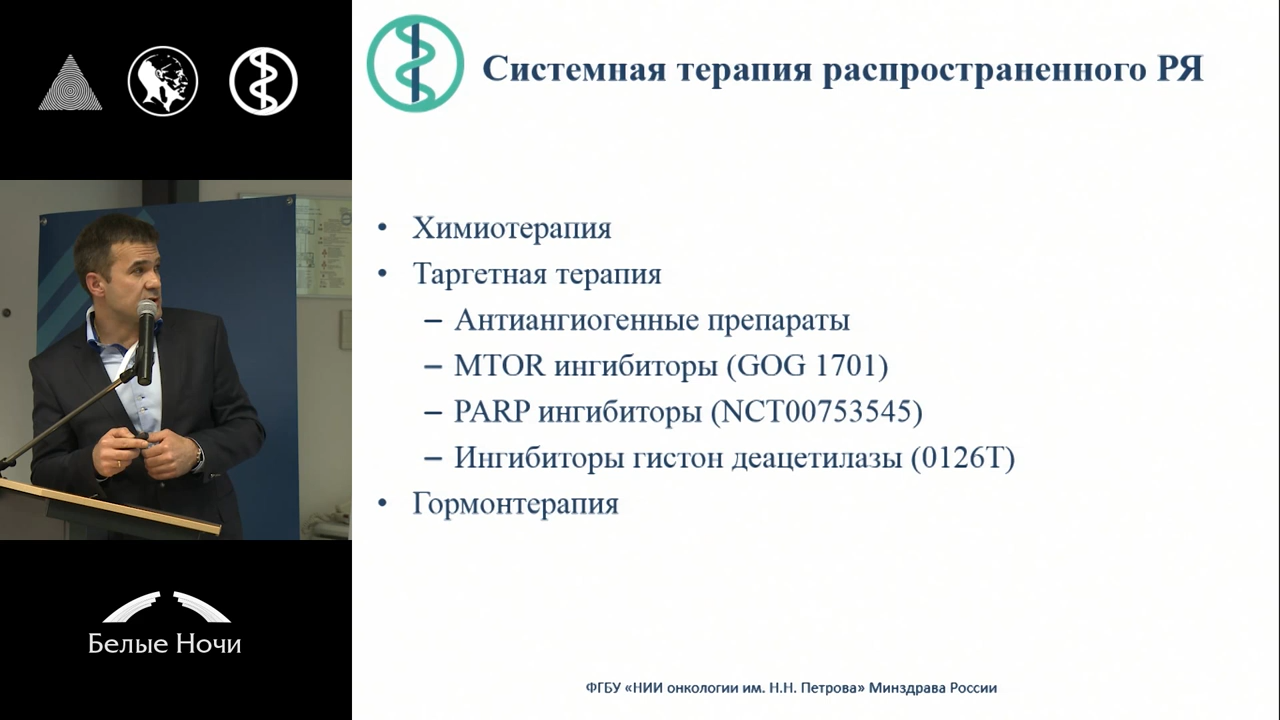 Системная терапия распространенного РЯ
• Химиотерапия
• Таргетная терапия
– Антиангиогенные препараты
– MTOR ингибиторы (GOG 1701)
– PARP ингибиторы (NCT00753545)
– Ингибиторы гистон деацетилазы (0126T)
• Гормонтерапия
Белые Ночи
ФГБУ «НИИ онкологии им. Н.Н. Петрова» Минздрава России